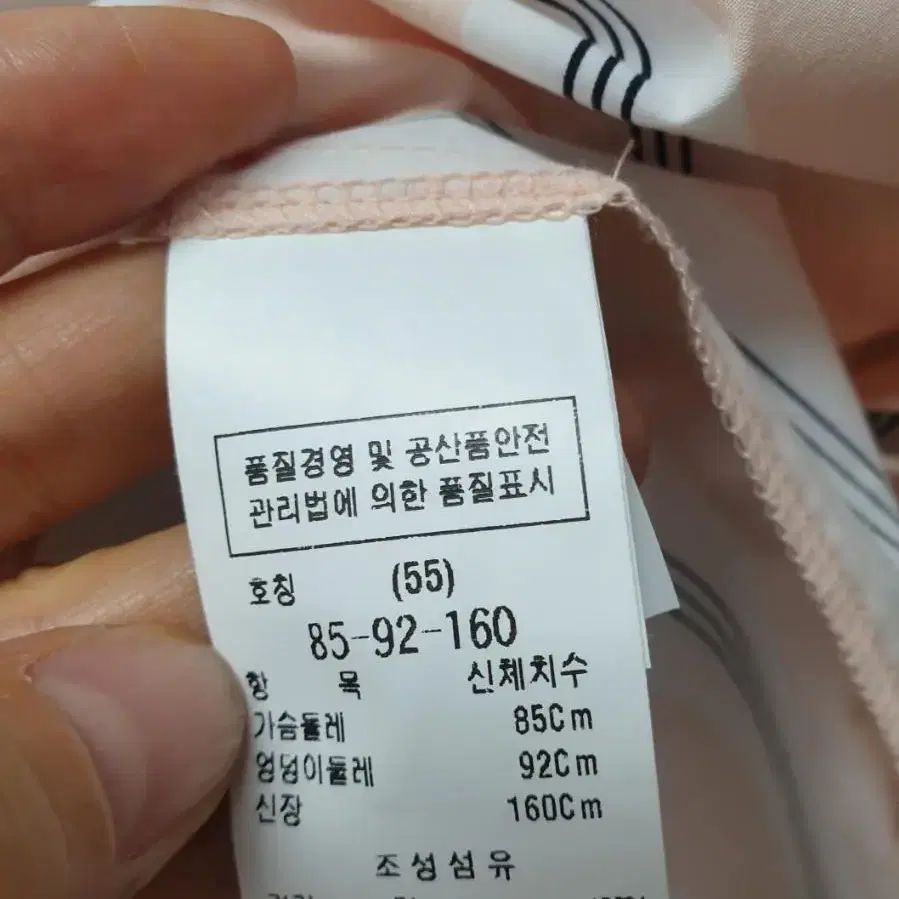 품질경영 및 공산품안전
관리법에 의한 품질표시
호칭 (55)
85-92-160
항 목 신체치수
가슴둘레 85Cm
엉덩이둘레 92Cm
신장 160Cm
조성섬유